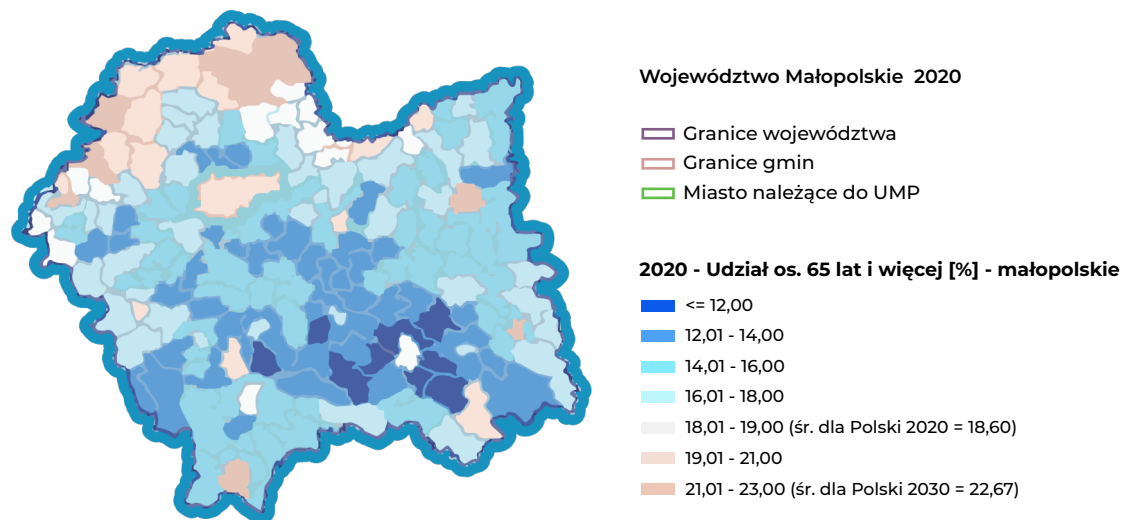 Województwo Małopolskie  2020
Granice województwa
Granice gmin
Miasto należące do UMP
2020 - Udział os. 65 lat i więcej [%] - małopolskie
<= 12,00
12,01 - 14,00
14,01 - 16,00
16,01 - 18,00
18,01 - 19,00 (śr. dla Polski 2020 = 18,60)
19,01 - 21,00
21,01 - 23,00 (śr. dla Polski 2030 = 22,67)